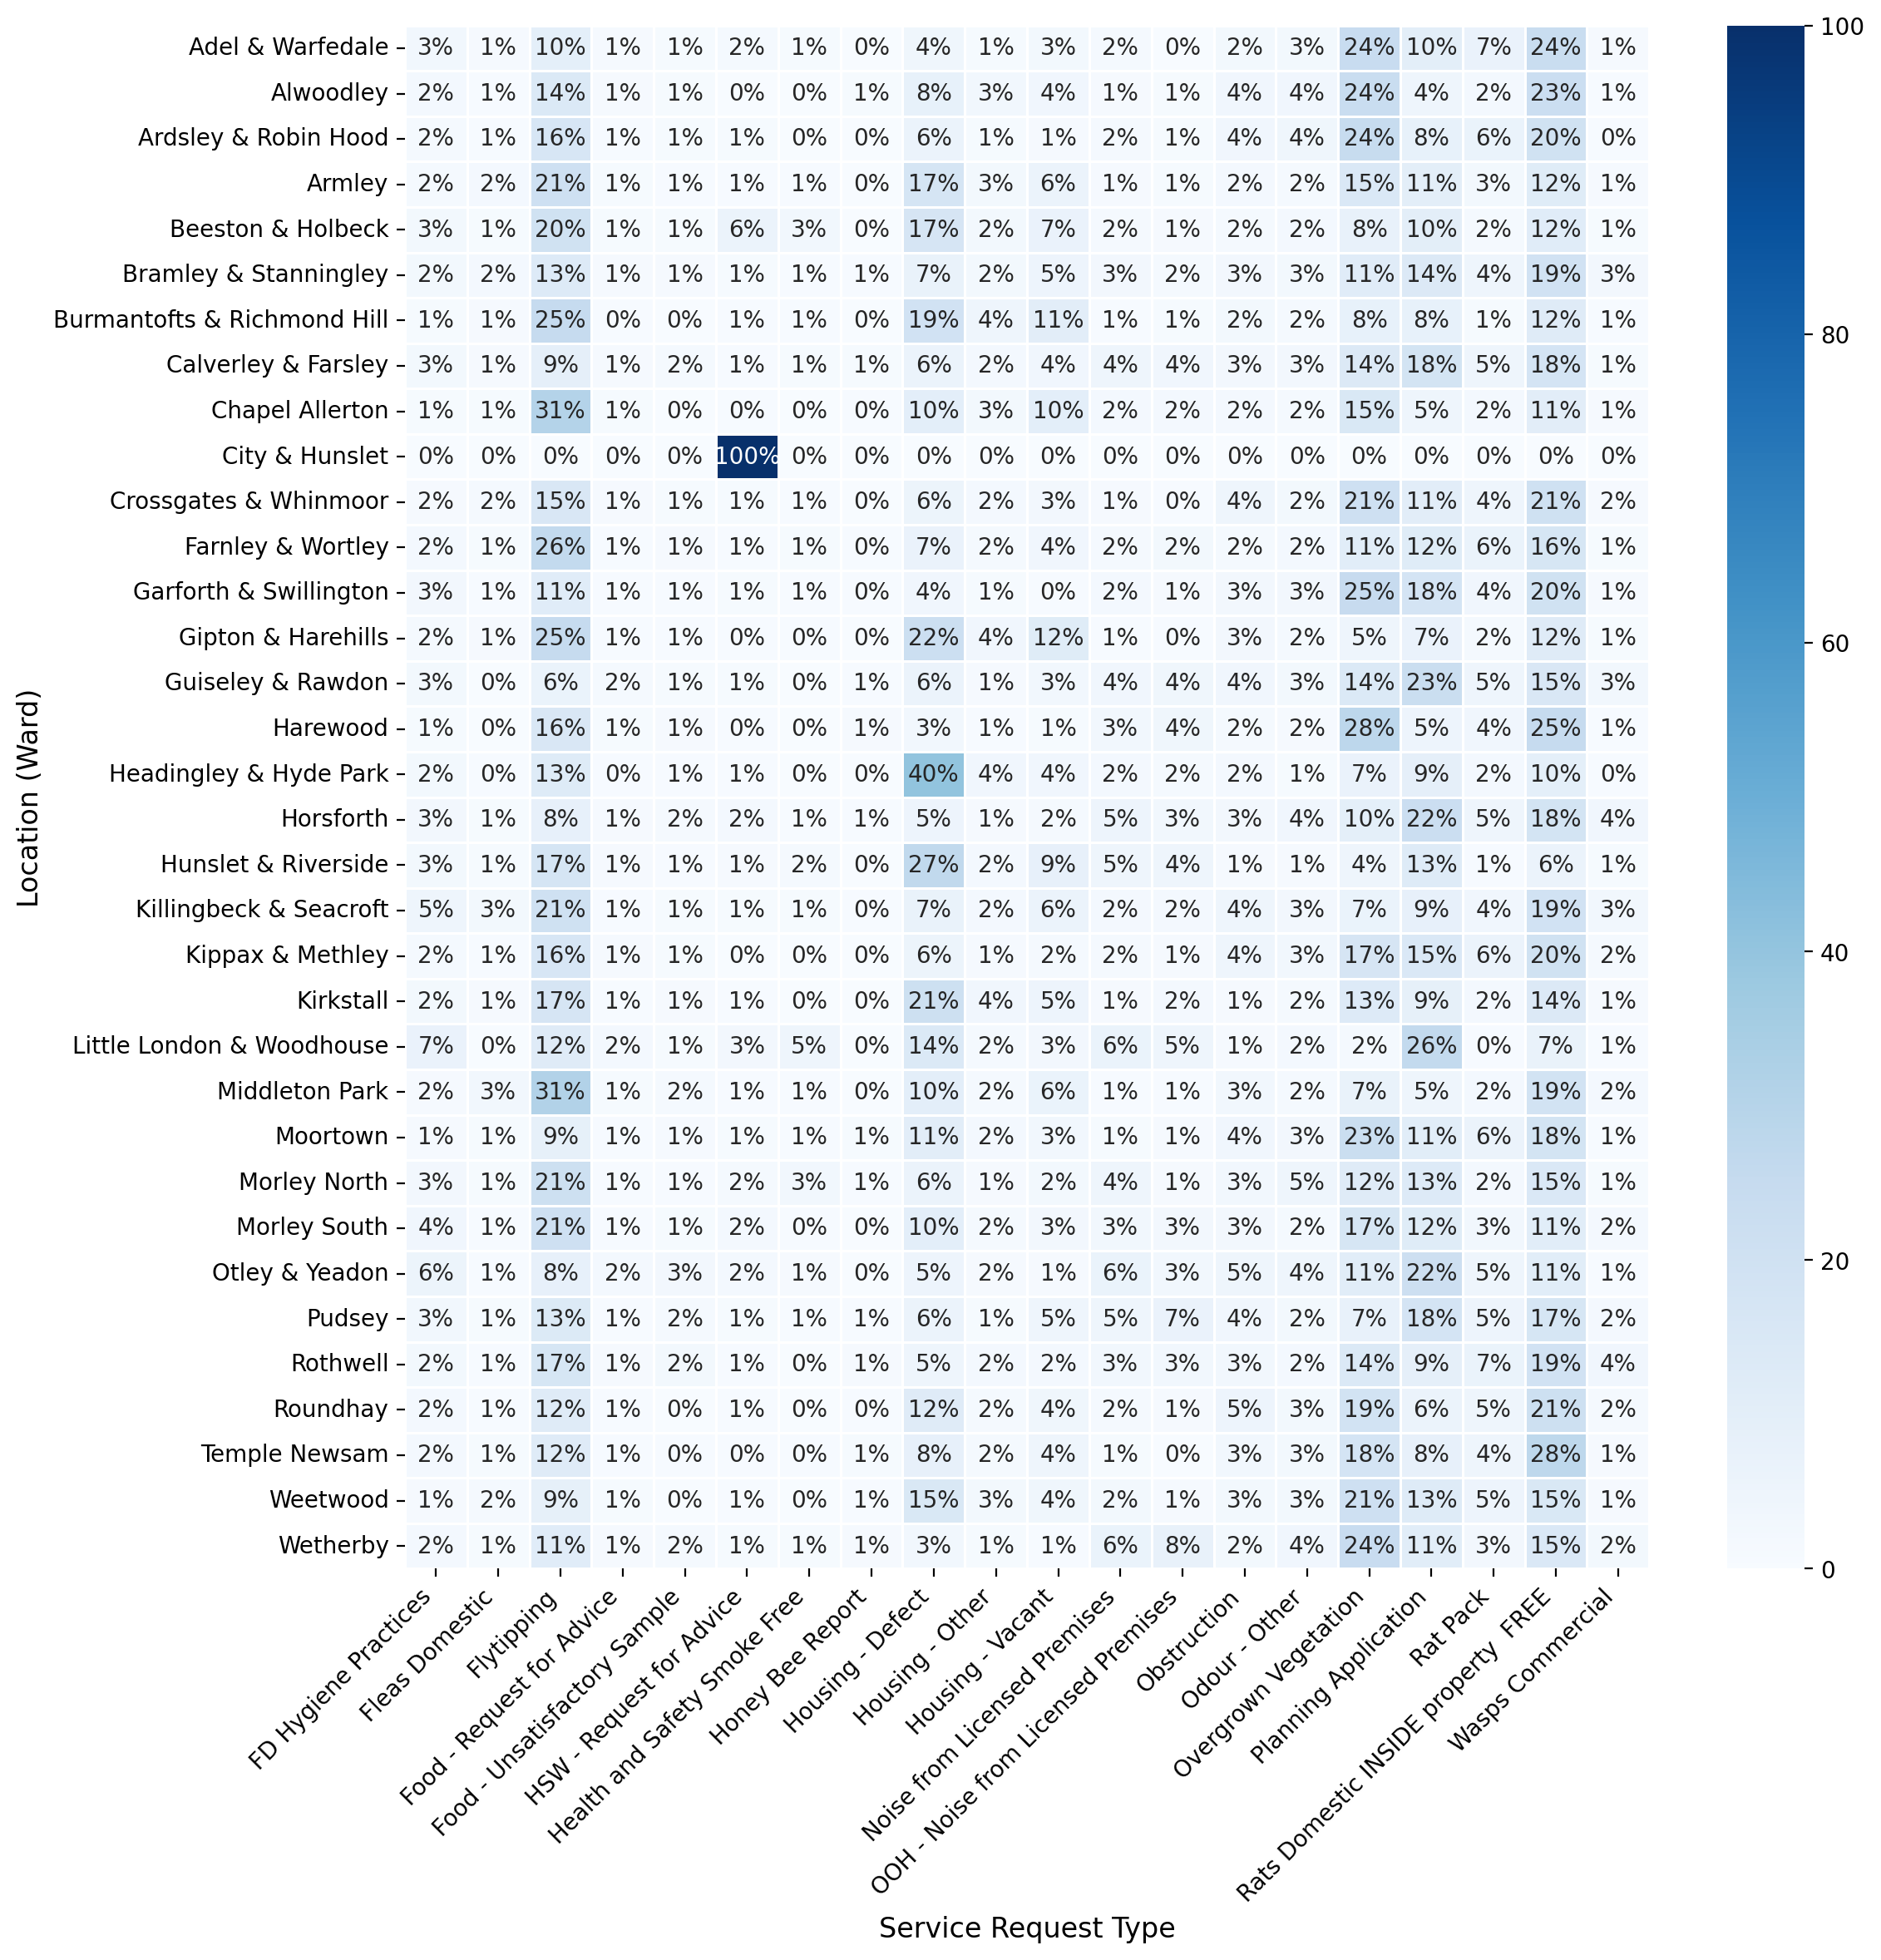 Adel & Warfedale 3% 1% 10% 1% 1% 2% 1% 0% 4% 1% 3% 2% 0% 2% 3% 24% 10% 7% 24% 1%
Alwoodley 2% 1% 14% 1% 1% 0% 0% 1% 8% 3% 4% 1% 1% 4% 4% 24% 4% 2% 23% 1%
Ardsley & Robin Hood 2% 1% 16% 1% 1% 1% 0% 0% 6% 1% 1% 2% 1% 4% 4% 24% 8% 6% 20% 0%
Armley 2% 2% 21% 1% 1% 1% 1% 0% 17% 3% 6% 1% 1% 2% 2% 15% 11% 3% 12% 1%
Beeston & Holbeck 3% 1% 20% 1% 1% 6% 3% 0% 17% 2% 7% 2% 1% 2% 2% 8% 10% 2% 12% 1%
Bramley & Stanningley 2% 2% 13% 1% 1% 1% 1% 1% 7% 2% 5% 3% 2% 3% 3% 11% 14% 4% 19% 3%
Burmantofts & Richmond Hill 1% 1% 25% 0% 0% 1% 1% 0% 19% 4% 11% 1% 1% 2% 2% 8% 8% 1% 12% 1%
Calverley & Farsley 3% 1% 9% 1% 2% 1% 1% 1% 6% 2% 4% 4% 4% 3% 3% 14% 18% 5% 18% 1%
Chapel Allerton 1% 1% 31% 1% 0% 0% 0% 0% 10% 3% 10% 2% 2% 2% 2% 15% 5% 2% 11% 1%
City & Hunslet 0% 0% 0% 0% 0% 100% 0% 0% 0% 0% 0% 0% 0% 0% 0% 0% 0% 0% 0% 0%
Crossgates & Whinmoor 2% 2% 15% 1% 1% 1% 1% 0% 6% 2% 3% 1% 0% 4% 2% 21% 11% 4% 21% 2%
Farnley & Wortley 2% 1% 26% 1% 1% 1% 1% 0% 7% 2% 4% 2% 2% 2% 2% 11% 12% 6% 16% 1%
Garforth & Swillington 3% 1% 11% 1% 1% 1% 1% 0% 4% 1% 0% 2% 1% 3% 3% 25% 18% 4% 20% 1%
Gipton & Harehills 2% 1% 25% 1% 1% 0% 0% 0% 22% 4% 12% 1% 0% 3% 2% 5% 7% 2% 12% 1%
Guiseley & Rawdon 3% 0% 6% 2% 1% 1% 0% 1% 6% 1% 3% 4% 4% 4% 3% 14% 23% 5% 15% 3%
Harewood 1% 0% 16% 1% 1% 0% 0% 1% 3% 1% 1% 3% 4% 2% 2% 28% 5% 4% 25% 1%
Headingley & Hyde Park 2% 0% 13% 0% 1% 1% 0% 0% 40% 4% 4% 2% 2% 2% 1% 7% 9% 2% 10% 0%
Horsforth 3% 1% 8% 1% 2% 2% 1% 1% 5% 1% 2% 5% 3% 3% 4% 10% 22% 5% 18% 4%
Hunslet & Riverside 3% 1% 17% 1% 1% 1% 2% 0% 27% 2% 9% 5% 4% 1% 1% 4% 13% 1% 6% 1%
Killingbeck & Seacroft 5% 3% 21% 1% 1% 1% 1% 0% 7% 2% 6% 2% 2% 4% 3% 7% 9% 4% 19% 3%
Kippax & Methley 2% 1% 16% 1% 1% 0% 0% 0% 6% 1% 2% 2% 1% 4% 3% 17% 15% 6% 20% 2%
Kirkstall 2% 1% 17% 1% 1% 1% 0% 0% 21% 4% 5% 1% 2% 1% 2% 13% 9% 2% 14% 1%
Little London & Woodhouse 7% 0% 12% 2% 1% 3% 5% 0% 14% 2% 3% 6% 5% 1% 2% 2% 26% 0% 7% 1%
Middleton Park 2% 3% 31% 1% 2% 1% 1% 0% 10% 2% 6% 1% 1% 3% 2% 7% 5% 2% 19% 2%
Moortown 1% 1% 9% 1% 1% 1% 1% 1% 11% 2% 3% 1% 1% 4% 3% 23% 11% 6% 18% 1%
Morley North 3% 1% 21% 1% 1% 2% 3% 1% 6% 1% 2% 4% 1% 3% 5% 12% 13% 2% 15% 1%
Morley South 4% 1% 21% 1% 1% 2% 0% 0% 10% 2% 3% 3% 3% 3% 2% 17% 12% 3% 11% 2%
Otley & Yeadon 6% 1% 8% 2% 3% 2% 1% 0% 5% 2% 1% 6% 3% 5% 4% 11% 22% 5% 11% 1%
Pudsey 3% 1% 13% 1% 2% 1% 1% 1% 6% 1% 5% 5% 7% 4% 2% 7% 18% 5% 17% 2%
Rothwell 2% 1% 17% 1% 2% 1% 0% 1% 5% 2% 2% 3% 3% 3% 2% 14% 9% 7% 19% 4%
Roundhay 2% 1% 12% 1% 0% 1% 0% 0% 12% 2% 4% 2% 1% 5% 3% 19% 6% 5% 21% 2%
Temple Newsam 2% 1% 12% 1% 0% 0% 0% 1% 8% 2% 4% 1% 0% 3% 3% 18% 8% 4% 28% 1%
Weetwood 1% 2% 9% 1% 0% 1% 0% 1% 15% 3% 4% 2% 1% 3% 3% 21% 13% 5% 15% 1%
Wetherby 2% 1% 11% 1% 2% 1% 1% 1% 3% 1% 1% 6% 8% 2% 4% 24% 11% 3% 15% 2%
Location (Ward)
FD Hygiene Practices
Fleas Domestic
Flytipping
Food - Request for Advice
Food - Unsatisfactory Sample
HSW - Request for Advice
Health and Safety Smoke Free
Honey Bee Report
Housing - Defect
Housing - Other
Housing - Vacant
Noise from Licensed Premises
OOH - Noise from Licensed Premises
Obstruction
Odour - Other
Overgrown Vegetation
Planning Application
Rat Pack
Rats Domestic INSIDE property  FREE
Wasps Commercial
Service Request Type
100
80
60
40
20
0